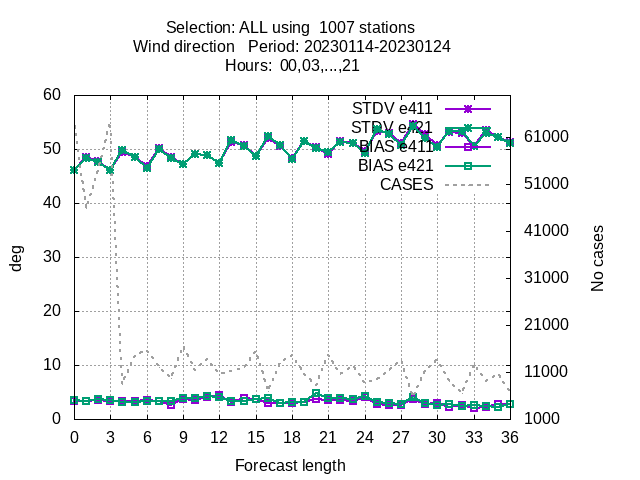 Selection: ALL using  1007 stations
Wind direction   Period: 20230114-20230124
Hours:  00,03,...,21
STDV e411
STDV e421
BIAS e411
BIAS e421
CASES
60
50
40
30
20
10
0
deg
61000
51000
41000
31000
21000
11000
1000
No cases
0 3 6 9 12 15 18 21 24 27 30 33 36
Forecast length